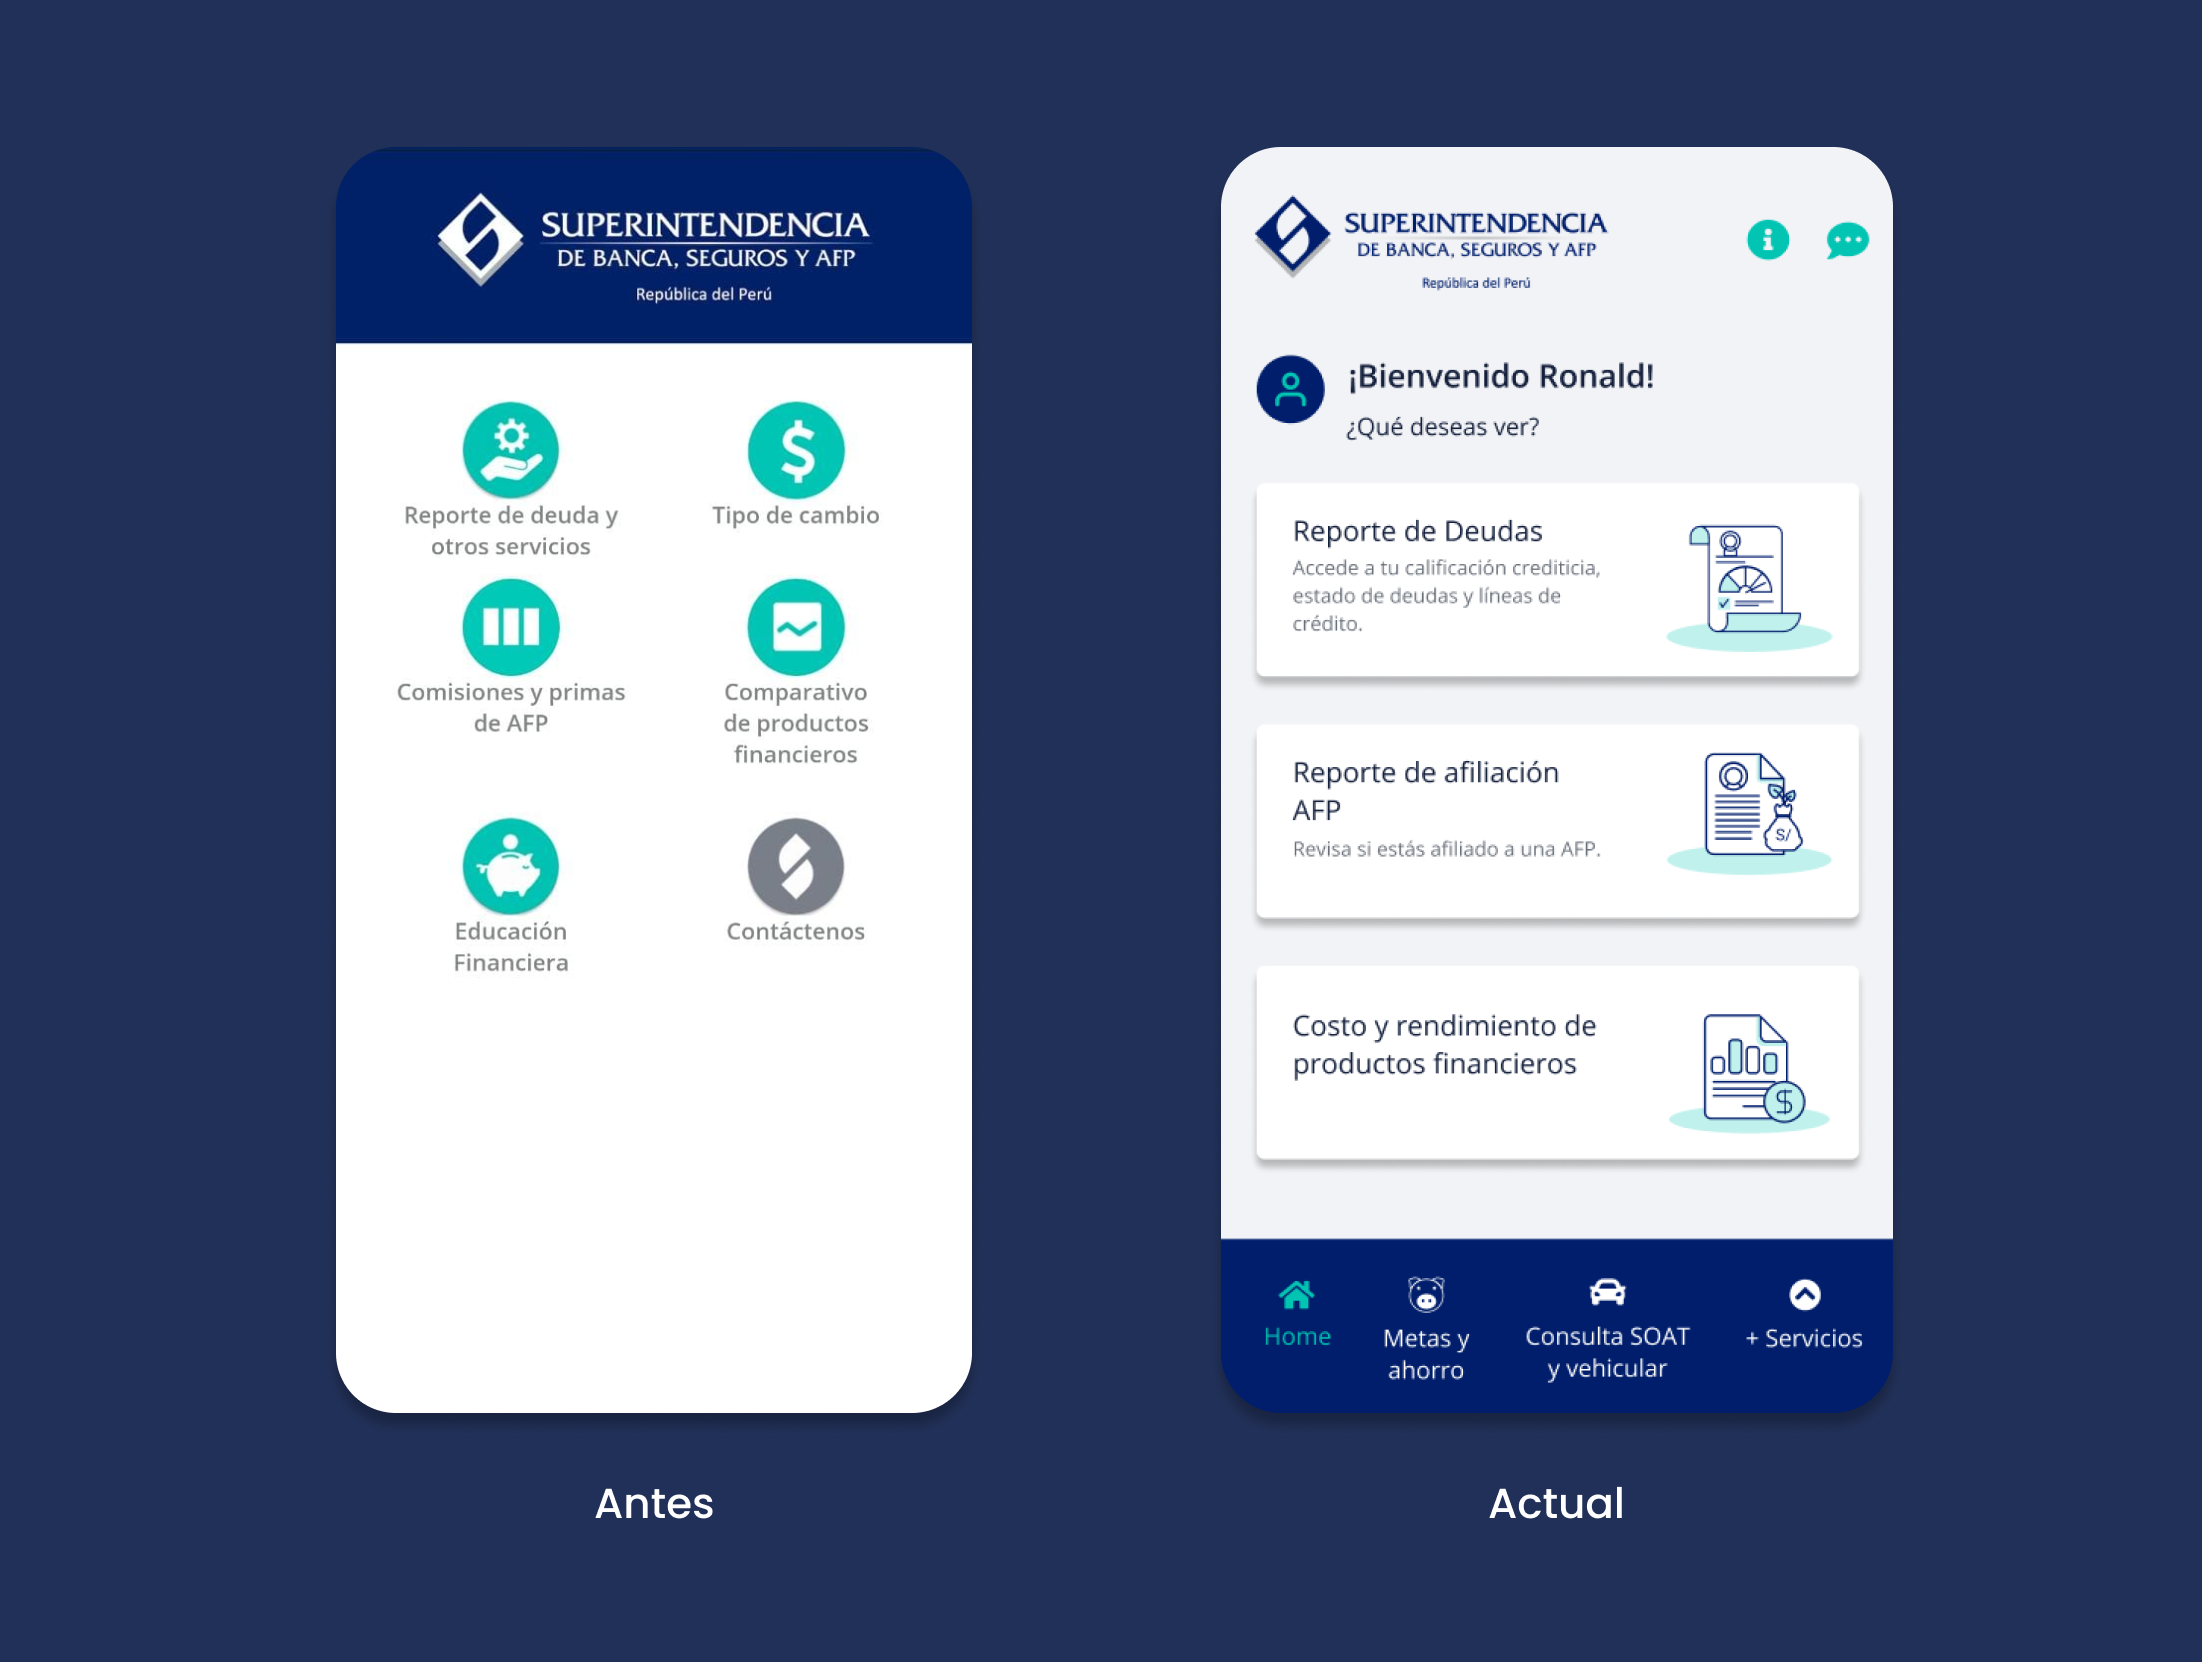 SUPERINTENDENCIA
DE BANCA, SEGUROS Y AFP
República del Perú
Reporte de deuda y
otros servicios
Tipo de cambio
Comisiones y primas
de AFP
Comparativo
de productos
financieros
Educación
Financiera
Contáctenos
Antes
SUPERINTENDENCIA
DE BANCA, SEGUROS Y AFP
República del Perú
¡Bienvenido Ronald!
¿Qué deseas ver?
Reporte de Deudas
Accede a tu calificación crediticia,
estado de deudas y líneas de
crédito.
Reporte de afiliación
AFP
Revisa si estás afiliado a una AFP.
S/
Costo y rendimiento de
productos financieros
Home
Metas y
ahorro
Consulta SOAT
y vehicular
+ Servicios
Actual